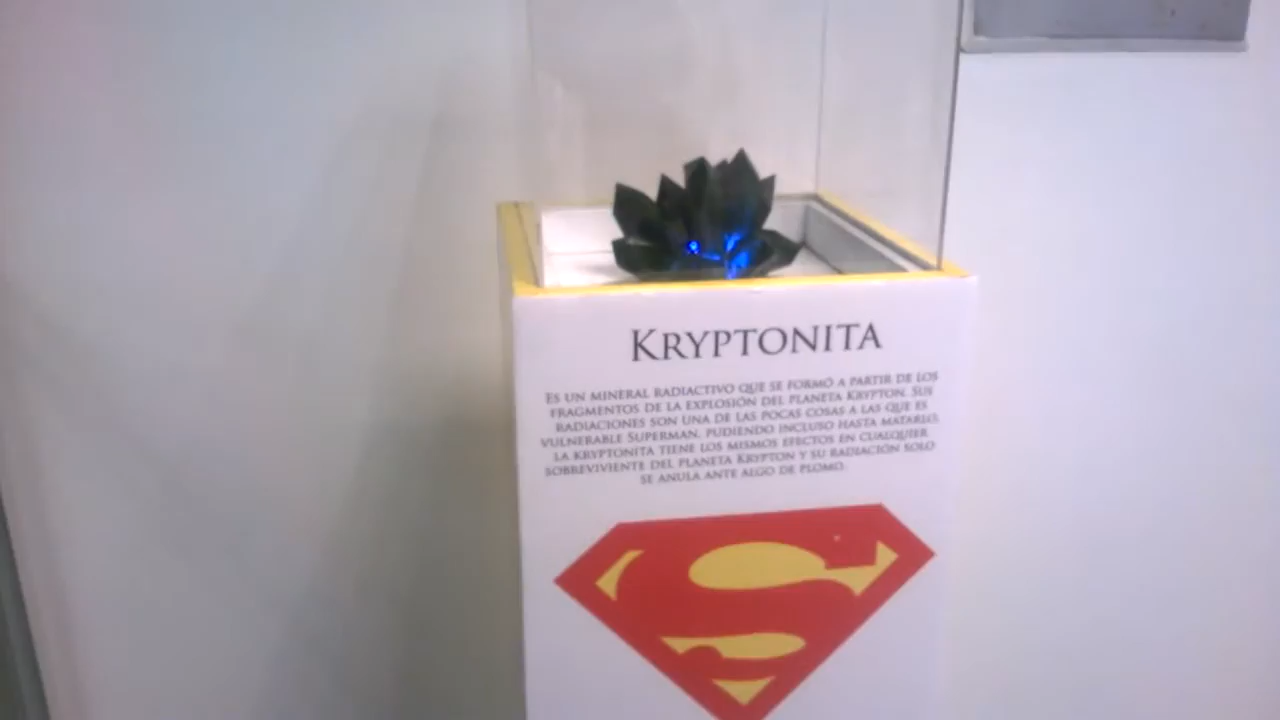 KRYPTONITA
ES UN MINERAL RADIACTIVO QUE SE FORMÓ A PARTIR DE LOS
FRAGMENTOS DE LA EXPLOSIÓN DEL PLANETA KRYPTON. SUS
RADIACIONES SON UNA DE LAS POCAS COSAS A LAS QUE ES
VULNERABLE SUPERMAN, PUDIENDO INCLUSO HASTA MATARLO.
LA KRYPTONITA TIENE LOS MISMOS EFECTOS EN CUALQUIER
SOBREVIVIENTE DEL PLANETA KRYPTON Y SU RADIACIÓN SOLO
SE ANULA ANTE ALGO DE PLOMO.
S